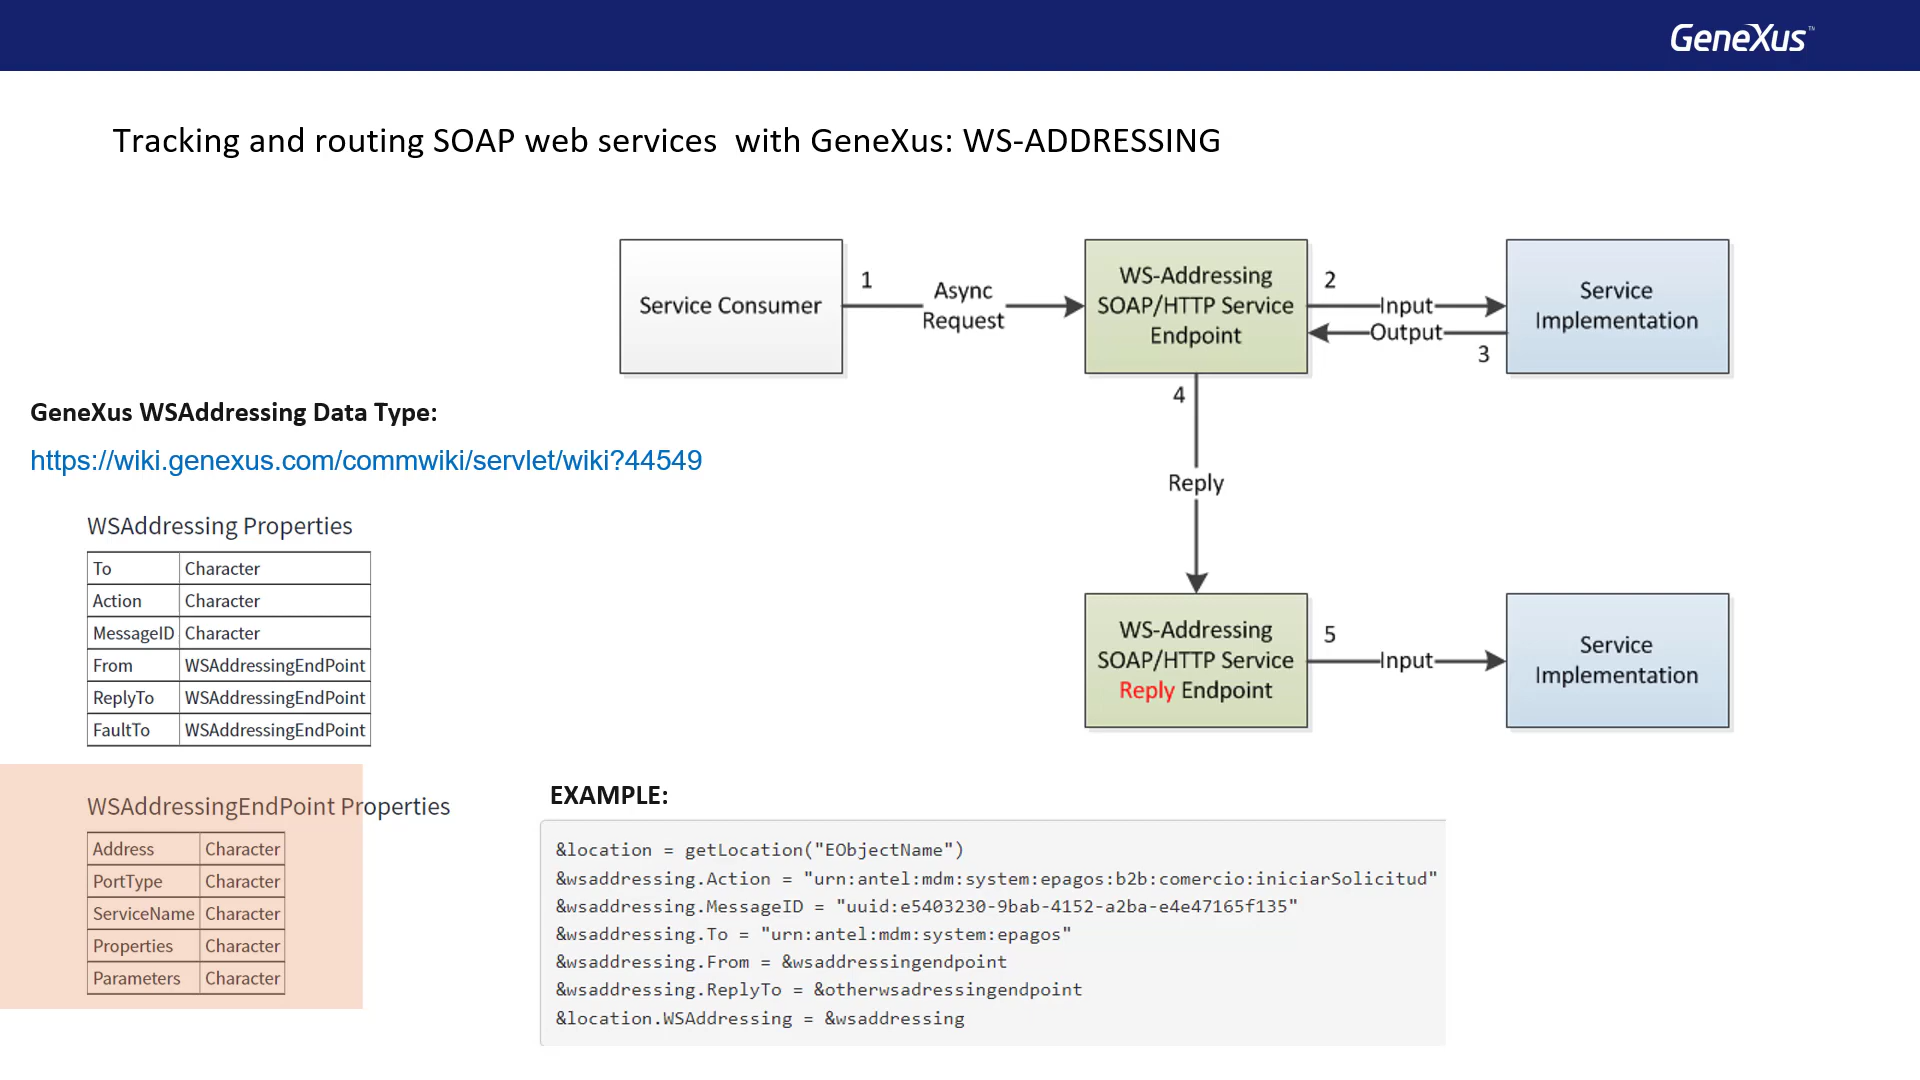 GeneXus™
Tracking and routing SOAP web services  with GeneXus: WS-ADDRESSING
Service Consumer
1
Async
Request
WS-Addressing
SOAP/HTTP Service
Endpoint
2
Input
Output
3
Service
Implementation
4
Reply
WS-Addressing
SOAP/HTTP Service
Reply Endpoint
5
Input
Service
Implementation
GeneXus WSAddressing Data Type:
https://wiki.genexus.com/commwiki/servlet/wiki?44549
WSAddressing Properties
To Character
Action Character
MessageID Character
From WSAddressingEndPoint
ReplyTo WSAddressingEndPoint
FaultTo WSAddressingEndPoint
WSAddressingEndPoint Properties
Address Character
PortType Character
ServiceName Character
Properties Character
Parameters Character
EXAMPLE:
&location = getLocation("EObjectName")
&wsaddressing.Action = "urn:antel:mdm:system:epagos:b2b:comercio:iniciarSolicitud"
&wsaddressing.MessageID = "uuid:e5403230-9bab-4152-a2ba-e4e47165f135"
&wsaddressing.To = "urn:antel:mdm:system:epagos"
&wsaddressing.From = &wsaddressingendpoint
&wsaddressing.ReplyTo = &otherwsadressingendpoint
&location.WSAddressing = &wsaddressing